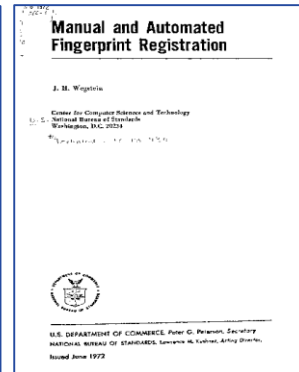 Manual and Automated
Fingerprint Registration
J. H. Wegstein
Center for Computer Sciences and Technology
U.S. National Bureau of Standards
Washington, D.C. 20234
U.S. DEPARTMENT OF COMMERCE, Peter G. Peterson, Secretary
NATIONAL BUREAU OF STANDARDS, Lawrence M. Kushner, Acting Director,
Issued June 1972